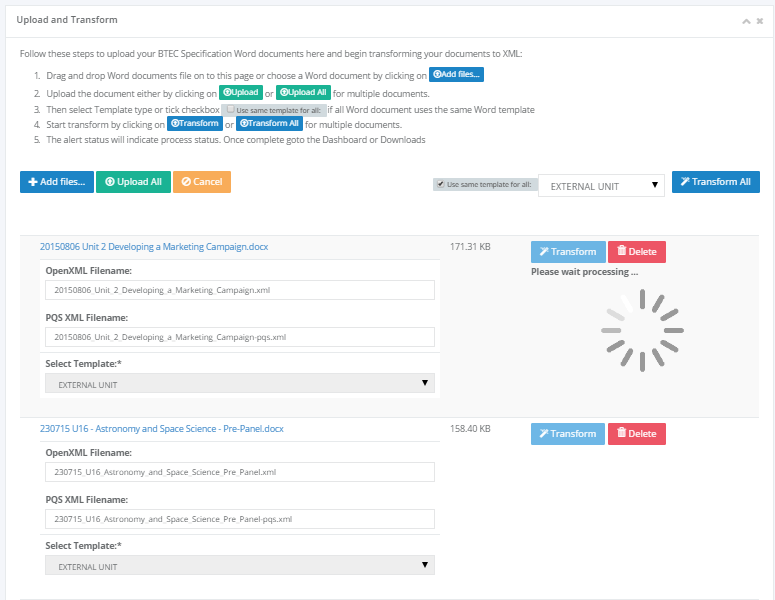 Upload and Transform
Follow these steps to upload your BTEC Specification Word documents here and begin transforming your documents to XML:
1. Drag and drop Word documents file on to this page or choose a Word document by clicking on Add files...
2. Upload the document either by clicking on Upload or Upload All for multiple documents.
3. Then select Template type or tick checkbox Use same template for all: if all Word document uses the same Word template
4. Start transform by clicking on Transform or Transform All for multiple documents.
5. The alert status will indicate process status. Once complete goto the Dashboard or Downloads
Add files... Upload All Cancel Use same template for all: EXTERNAL UNIT Transform All
20150806 Unit 2 Developing a Marketing Campaign.docx 171.31 KB Transform Delete
OpenXML Filename: Please wait processing ...
20150806_Unit_2_Developing_a_Marketing_Campaign.xml
PQS XML Filename:
20150806_Unit_2_Developing_a_Marketing_Campaign-pqs.xml
Select Template:*
EXTERNAL UNIT
230715 U16 - Astronomy and Space Science - Pre-Panel.docx 158.40 KB Transform Delete
OpenXML Filename:
230715_U16_Astronomy_and_Space_Science_Pre_Panel.xml
PQS XML Filename:
230715_U16_Astronomy_and_Space_Science_Pre_Panel-pqs.xml
Select Template:*
EXTERNAL UNIT